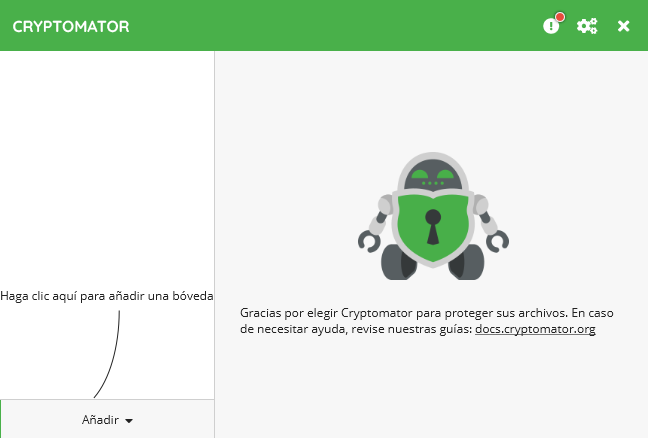 CRYPTOMATOR
Haga clic aquí para añadir una bóveda
Añadir
Gracias por elegir Cryptomator para proteger sus archivos. En caso
de necesitar ayuda, revise nuestras guías: docs.cryptomator.org